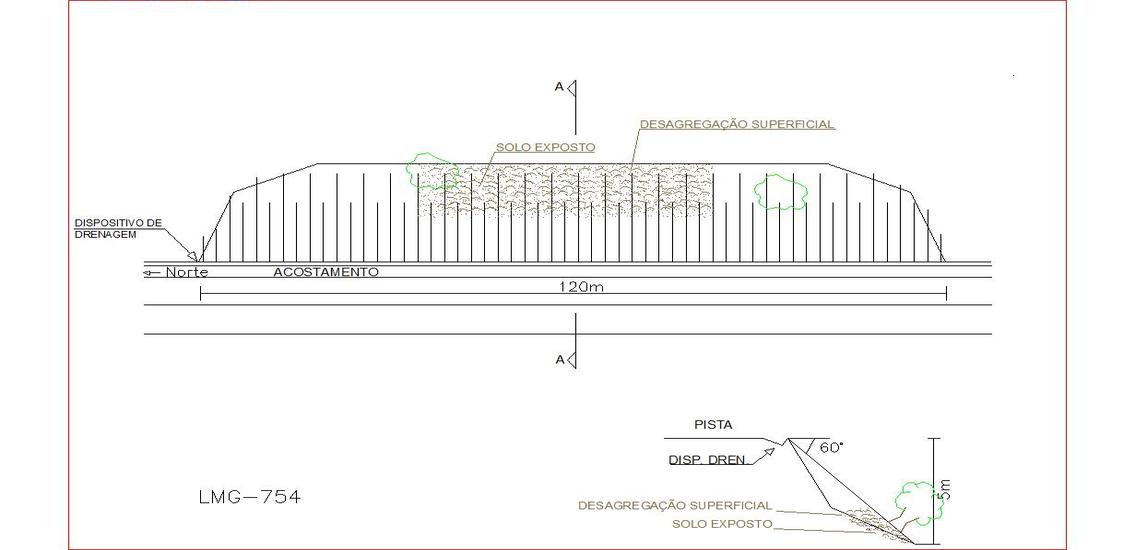 A
DESAGREGAÇÃO SUPERFICIAL
SOLO EXPOSTO
DISPOSITIVO DE
DRENAGEM
Norte
ACOSTAMENTO
120m
A
PISTA
60°
DISP. DREN.
5m
LMG-754
DESAGREGAÇÃO SUPERFICIAL
SOLO EXPOSTO